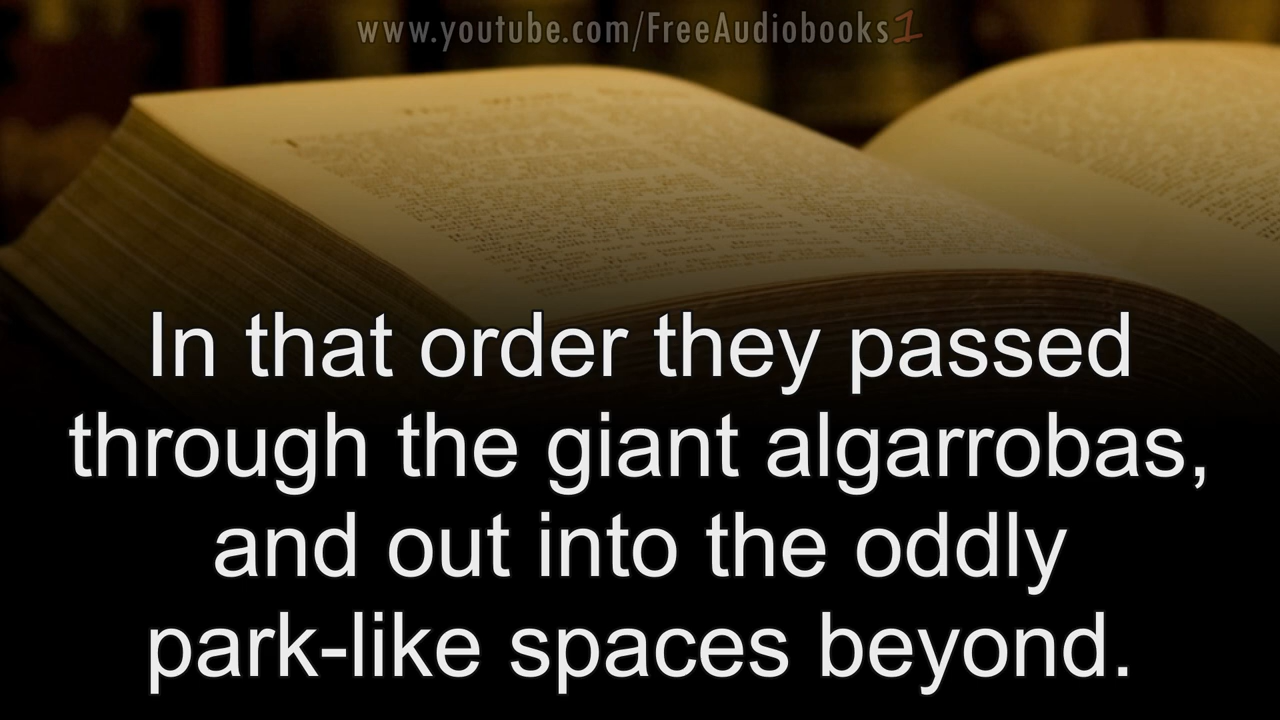 www.youtube.com/FreeAudiobooks1
In that order they passed
through the giant algarrobas,
and out into the oddly
park-like spaces beyond.